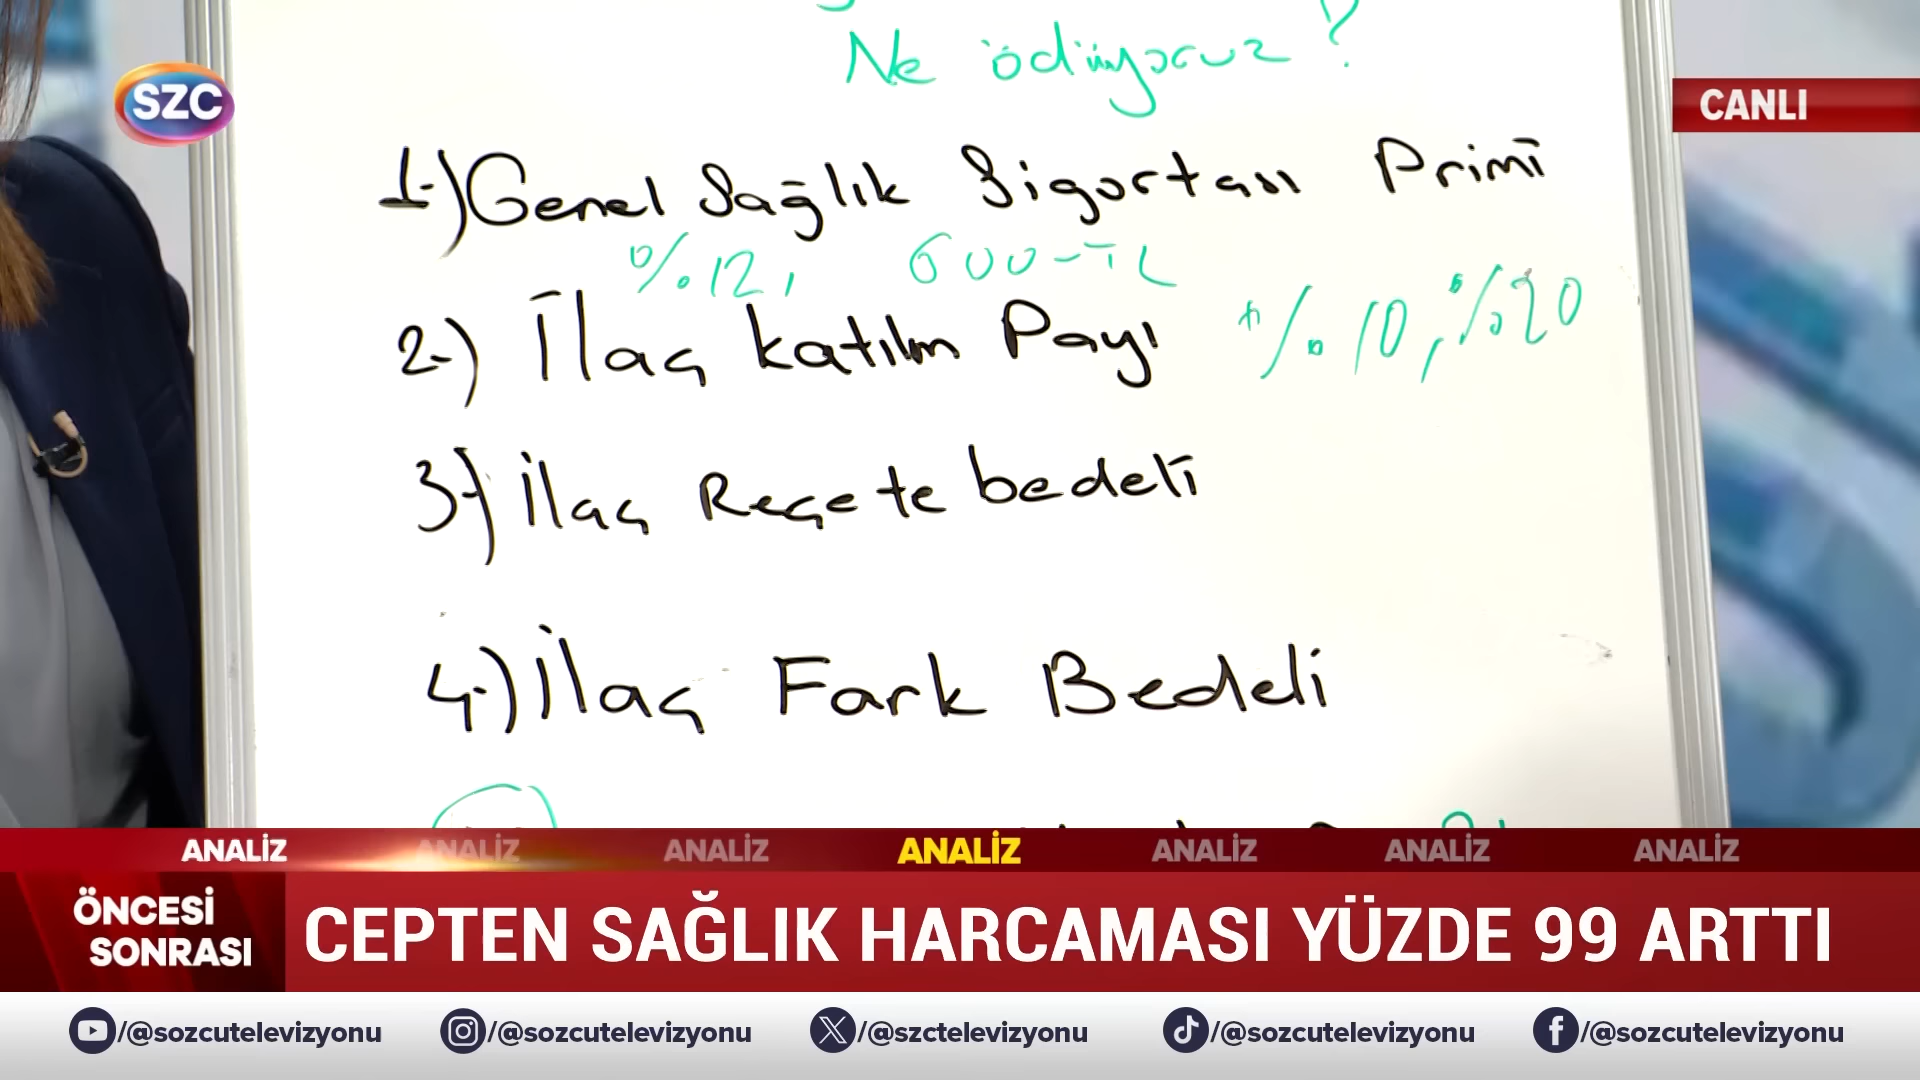 Ne ödüyoruz ?
SZC
CANLI
1-) Genel Sağlık Sigortası Primi
%12, 600-TL
2-) İlaç Katılım Payı %10, %20
3-) İlaç Reçete bedeli
4-) İlaç Fark Bedeli
ANALİZ ANALİZ ANALİZ ANALİZ ANALİZ ANALİZ ANALİZ
ÖNCESİ
SONRASI
CEPTEN SAĞLIK HARCAMASI YÜZDE 99 ARTTI
/@sozcutelevizyonu /@sozcutelevizyonu /@szctelevizyonu /@sozcutelevizyonu /@sozcutelevizyonu